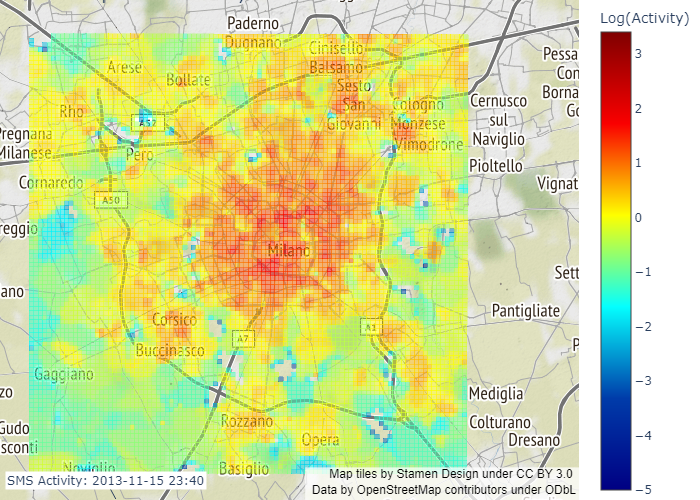 Paderno
Dugnano
Cinisello
Balsamo
Arese
Bollate
Sesto
San
Giovanni
Rho
A52
Cologno
Monzese
Vimodrone
Cernusco
sul
Naviglio
Pessa
Con
Borna
Go
Pregnana
Milanese
Pero
Pioltello
Cornaredo
A50
Vignat
reggio
Milano
Sett
ano
Pantigliate
Corsico
A7
A1
Buccinasco
P
Gaggiano
zo
Mediglia
Gudo
sconti
Rozzano
Colturano
Dresano
Opera
Noviglio
Basiglio
SMS Activity: 2013-11-15 23:40
Map tiles by Stamen Design under CC BY 3.0
Data by OpenStreetMap contributors under ODbL
Log(Activity)
3
2
1
0
−1
−2
−3
−4
−5